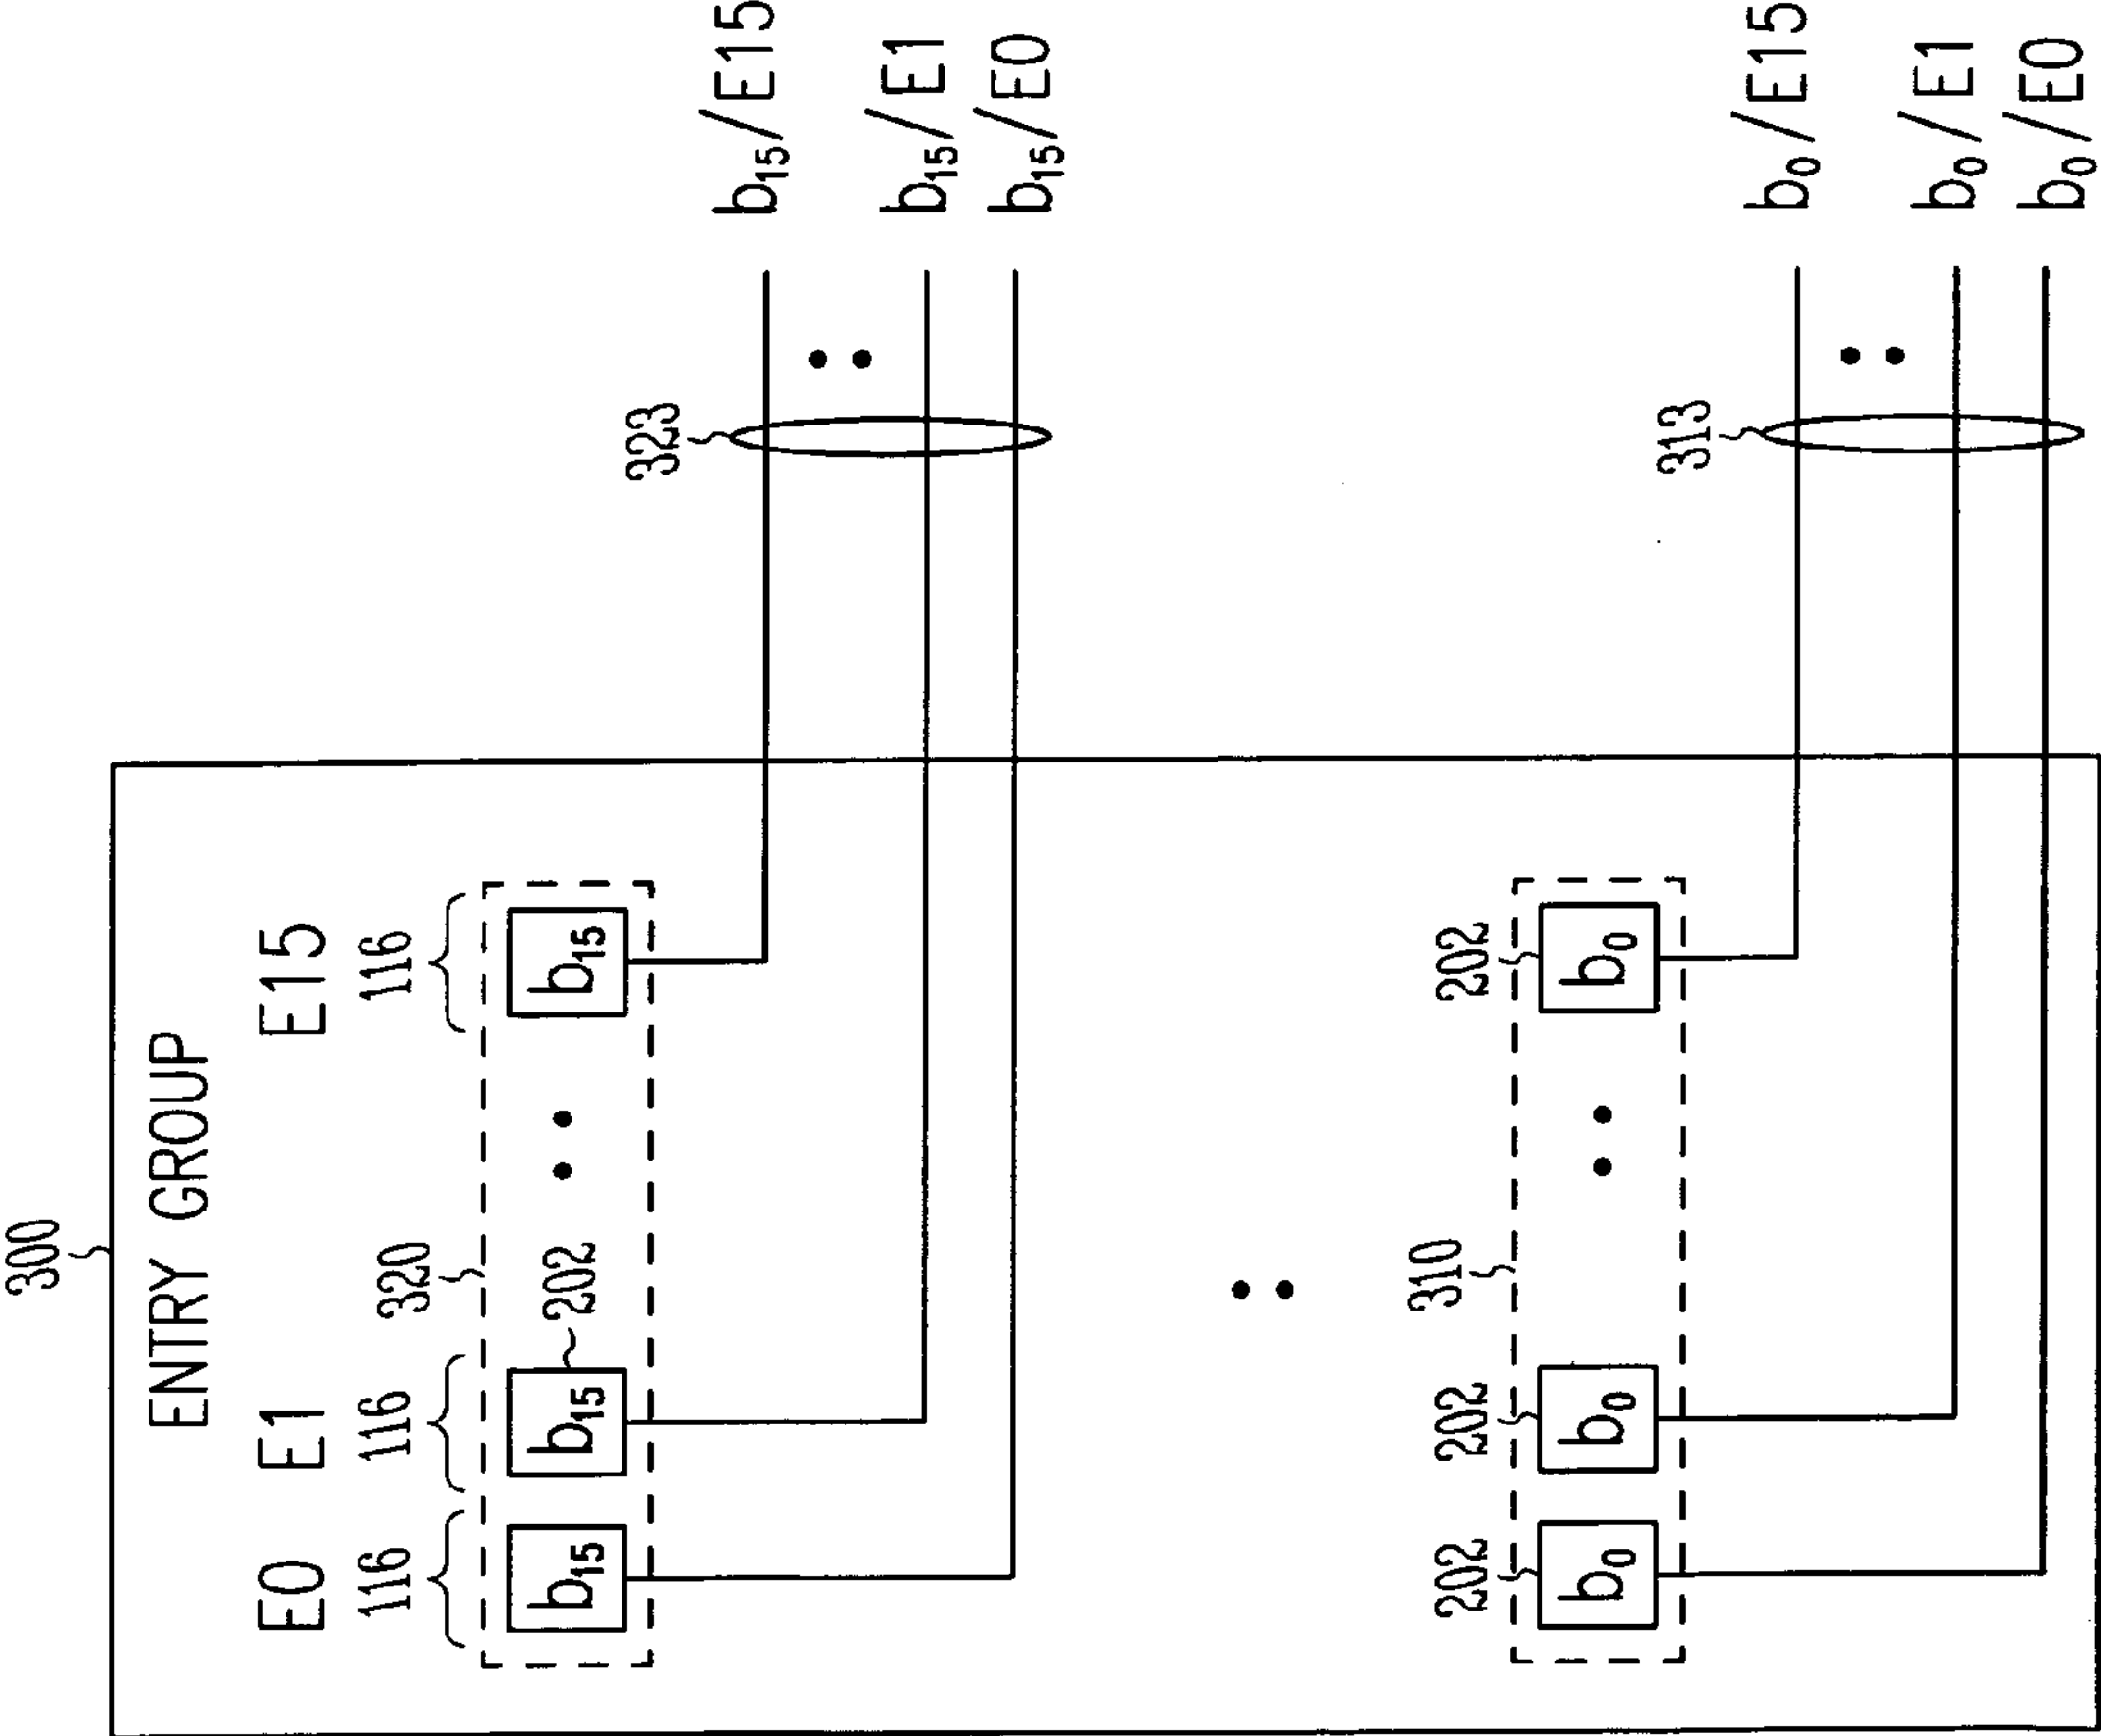 300
ENTRY GROUP
E0 E1 E15
116 116 320 116
b₁₅ b₁₅ 202 b₁₅
323
b₁₅/E15
b₁₅/E1
b₁₅/E0
310
202 202 202
b₀ b₀ b₀
313
b₀/E15
b₀/E1
b₀/E0